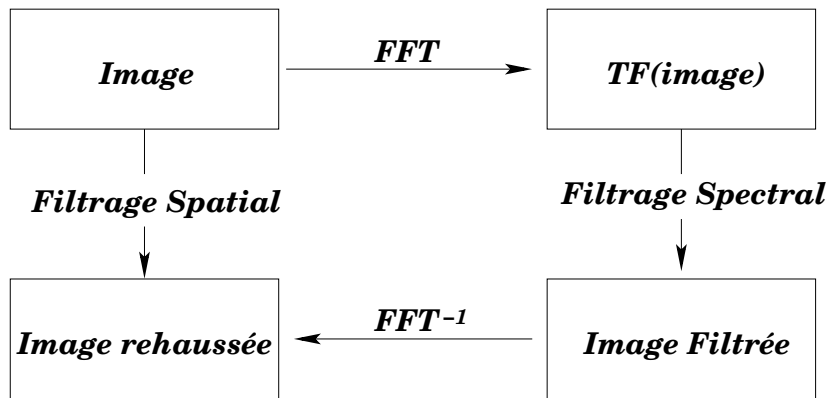 Image
FFT
TF(image)
Filtrage Spatial
Filtrage Spectral
Image rehaussée
FFT⁻¹
Image Filtrée